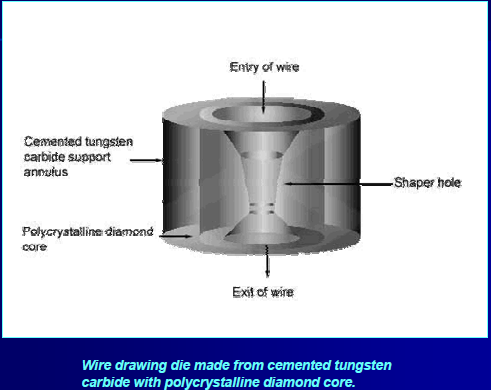 Entry of wire
Cemented tungsten
carbide support
annulus
Shaper hole
Polycrystalline diamond
core
Exit of wire
Wire drawing die made from cemented tungsten
carbide with polycrystalline diamond core.